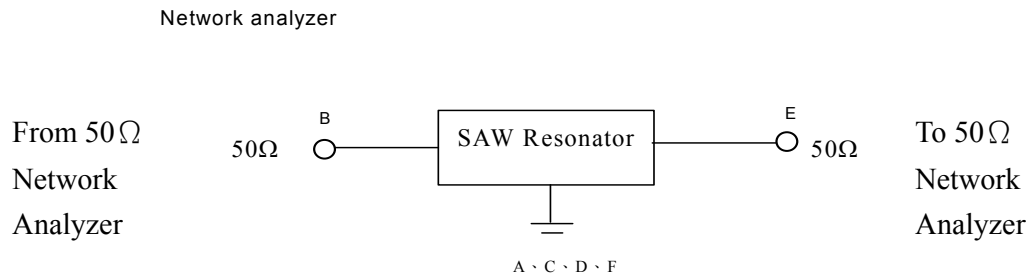 Network analyzer
From 50Ω
Network
Analyzer
50Ω
B
SAW Resonator
E
50Ω
To 50Ω
Network
Analyzer
A、C、D、F